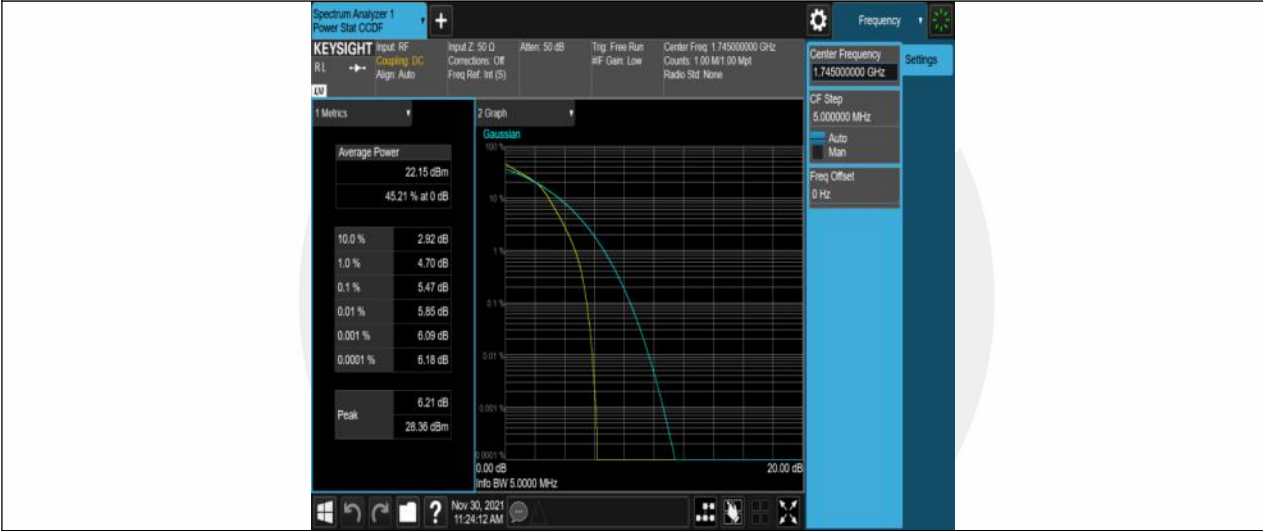 Spectrum Analyzer 1
Power Stat CCDF
+
Frequency
KEYSIGHT
RL
Input: RF
Coupling: DC
Align: Auto
Input Z: 50 Ω
Corrections: Off
Freq Ref: Int (S)
Atten: 50 dB
Trig: Free Run
#IF Gain: Low
Center Freq: 1.745000000 GHz
Counts: 1.00 M/1.00 Mpt
Radio Std: None
LV
1 Metrics
Average Power
22.15 dBm
45.21 % at 0 dB
10.0 % 2.92 dB
1.0 % 4.70 dB
0.1 % 5.47 dB
0.01 % 5.85 dB
0.001 % 6.09 dB
0.0001 % 6.18 dB
Peak
6.21 dB
28.36 dBm
2 Graph
Gaussian
100 %
10 %
1 %
0.1 %
0.01 %
0.001 %
0.0001 %
0.00 dB 20.00 dB
Info BW 5.0000 MHz
Center Frequency
1.745000000 GHz
Settings
CF Step
5.000000 MHz
Auto
Man
Freq Offset
0 Hz
?
Nov 30, 2021
11:24:12 AM